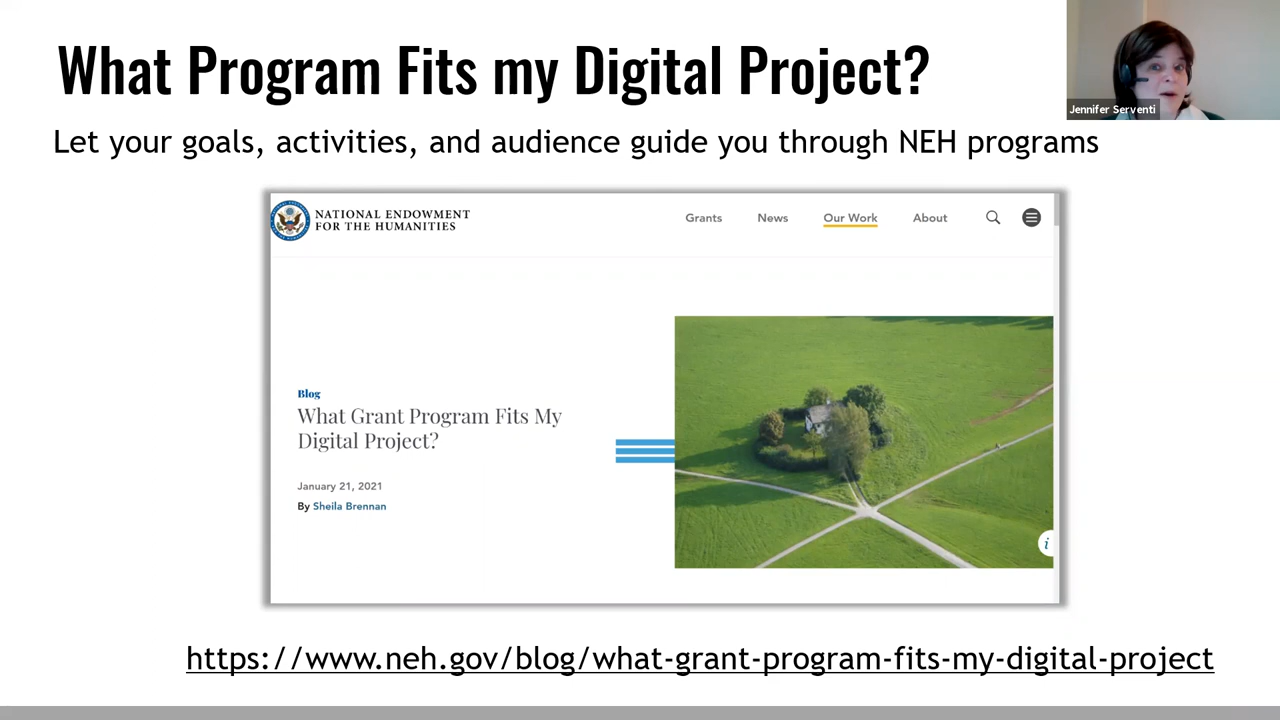 What Program Fits my Digital Project?
Jennifer Serventi
Let your goals, activities, and audience guide you through NEH programs
NATIONAL ENDOWMENT
FOR THE HUMANITIES
Grants News Our Work About
Blog
What Grant Program Fits My
Digital Project?
January 21, 2021
By Sheila Brennan
i
https://www.neh.gov/blog/what-grant-program-fits-my-digital-project